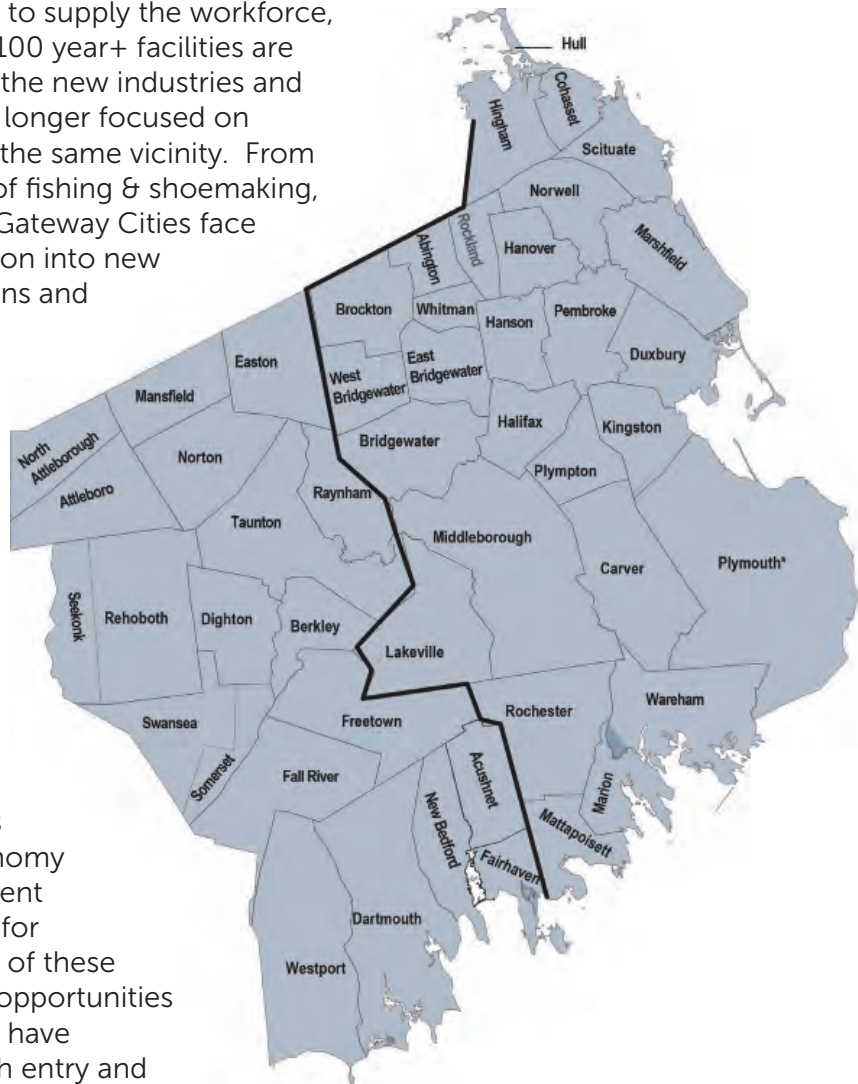 to supply the workforce,
100 year+ facilities are
the new industries and
longer focused on
the same vicinity.  From
of fishing & shoemaking,
Gateway Cities face
on into new
ns and
Hull
Cohasset
Hingham
Scituate
Norwell
Rockland
Abington
Hanover
Marshfield
Brockton
Whitman
Hanson
Pembroke
Easton
East
Bridgewater
Duxbury
West
Bridgewater
Mansfield
Halifax
Kingston
Bridgewater
North
Attleborough
Norton
Plympton
Attleboro
Raynham
Taunton
Middleborough
Carver
Plymouth*
Seekonk
Rehoboth
Dighton
Berkley
Lakeville
Wareham
Rochester
Swansea
Freetown
Somerset
Fall River
Acushnet
Marion
New Bedford
Mattapoisett
Fairhaven
Dartmouth
Westport
s
nomy
ent
for
of these
opportunities
have
h entry and